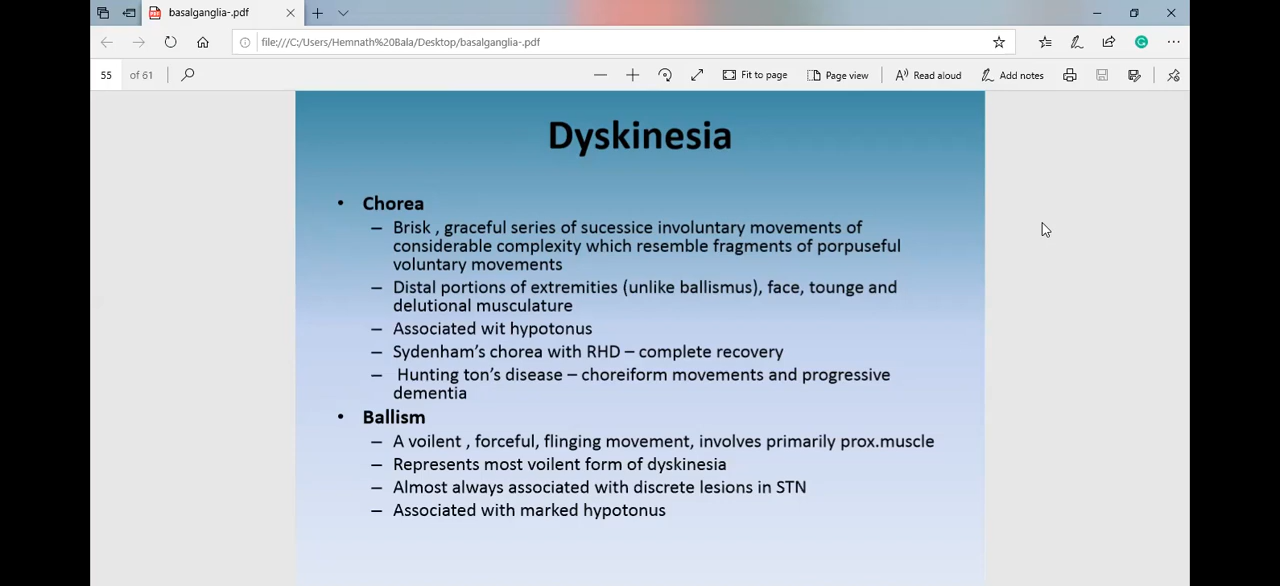 basalganglia-.pdf
file:///C:/Users/Hemnath%20Bala/Desktop/basalganglia-.pdf
55 of 61
Fit to page
Page view
Read aloud
Add notes
Dyskinesia
• Chorea
– Brisk , graceful series of sucessice involuntary movements of
considerable complexity which resemble fragments of porpuseful
voluntary movements
– Distal portions of extremities (unlike ballismus), face, tounge and
delutional musculature
– Associated wit hypotonus
– Sydenham's chorea with RHD – complete recovery
– Hunting ton's disease – choreiform movements and progressive
dementia
• Ballism
– A voilent , forceful, flinging movement, involves primarily prox.muscle
– Represents most voilent form of dyskinesia
– Almost always associated with discrete lesions in STN
– Associated with marked hypotonus